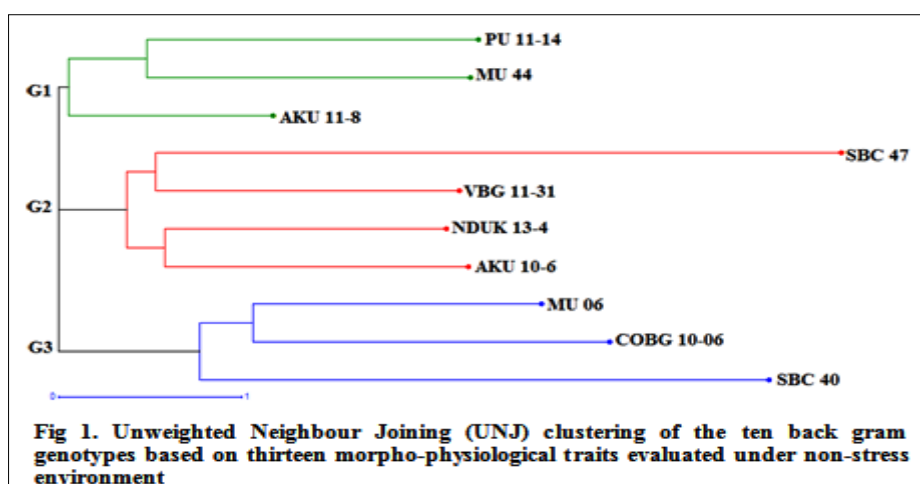 PU 11-14
MU 44
G1
AKU 11-8
SBC 47
VBG 11-31
G2
NDUK 13-4
AKU 10-6
MU 06
COBG 10-06
G3
SBC 40
0 1
Fig 1. Unweighted Neighbour Joining (UNJ) clustering of the ten back gram
genotypes based on thirteen morpho-physiological traits evaluated under non-stress
environment